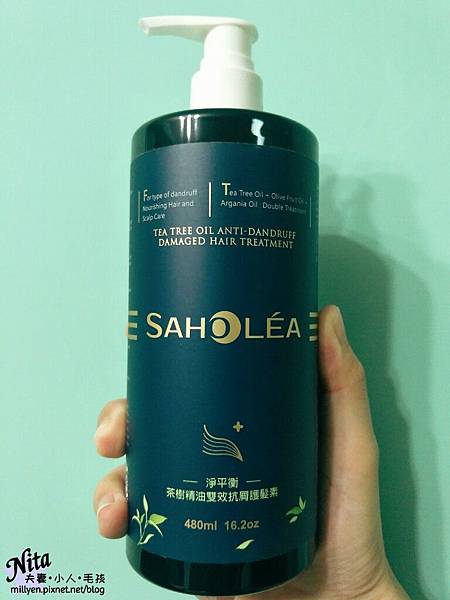 For type of dandruff
Nourishing Hair and
Scalp Care
Tea Tree Oil + Olive Fruit Oil +
Argania Oil : Double Treatment
TEA TREE OIL ANTI-DANDRUFF
DAMAGED HAIR TREATMENT
SAHOLÉA
淨平衡
茶樹精油雙效抗屑護髮素
480ml 16.2oz
Nita
夫妻•小人•毛孩
millyen.pixnet.net/blog